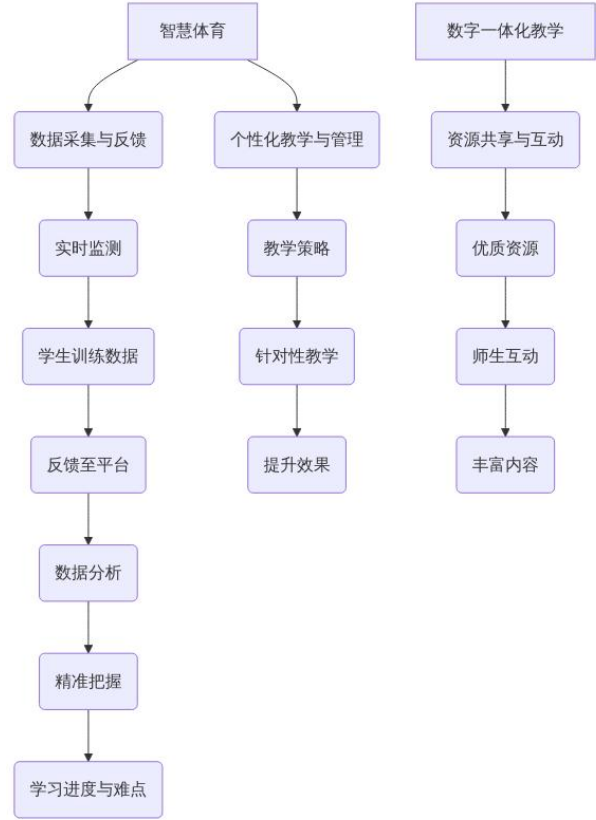 智慧体育
数字一体化教学
数据采集与反馈
个性化教学与管理
资源共享与互动
实时监测
教学策略
优质资源
学生训练数据
针对性教学
师生互动
反馈至平台
提升效果
丰富内容
数据分析
精准把握
学习进度与难点